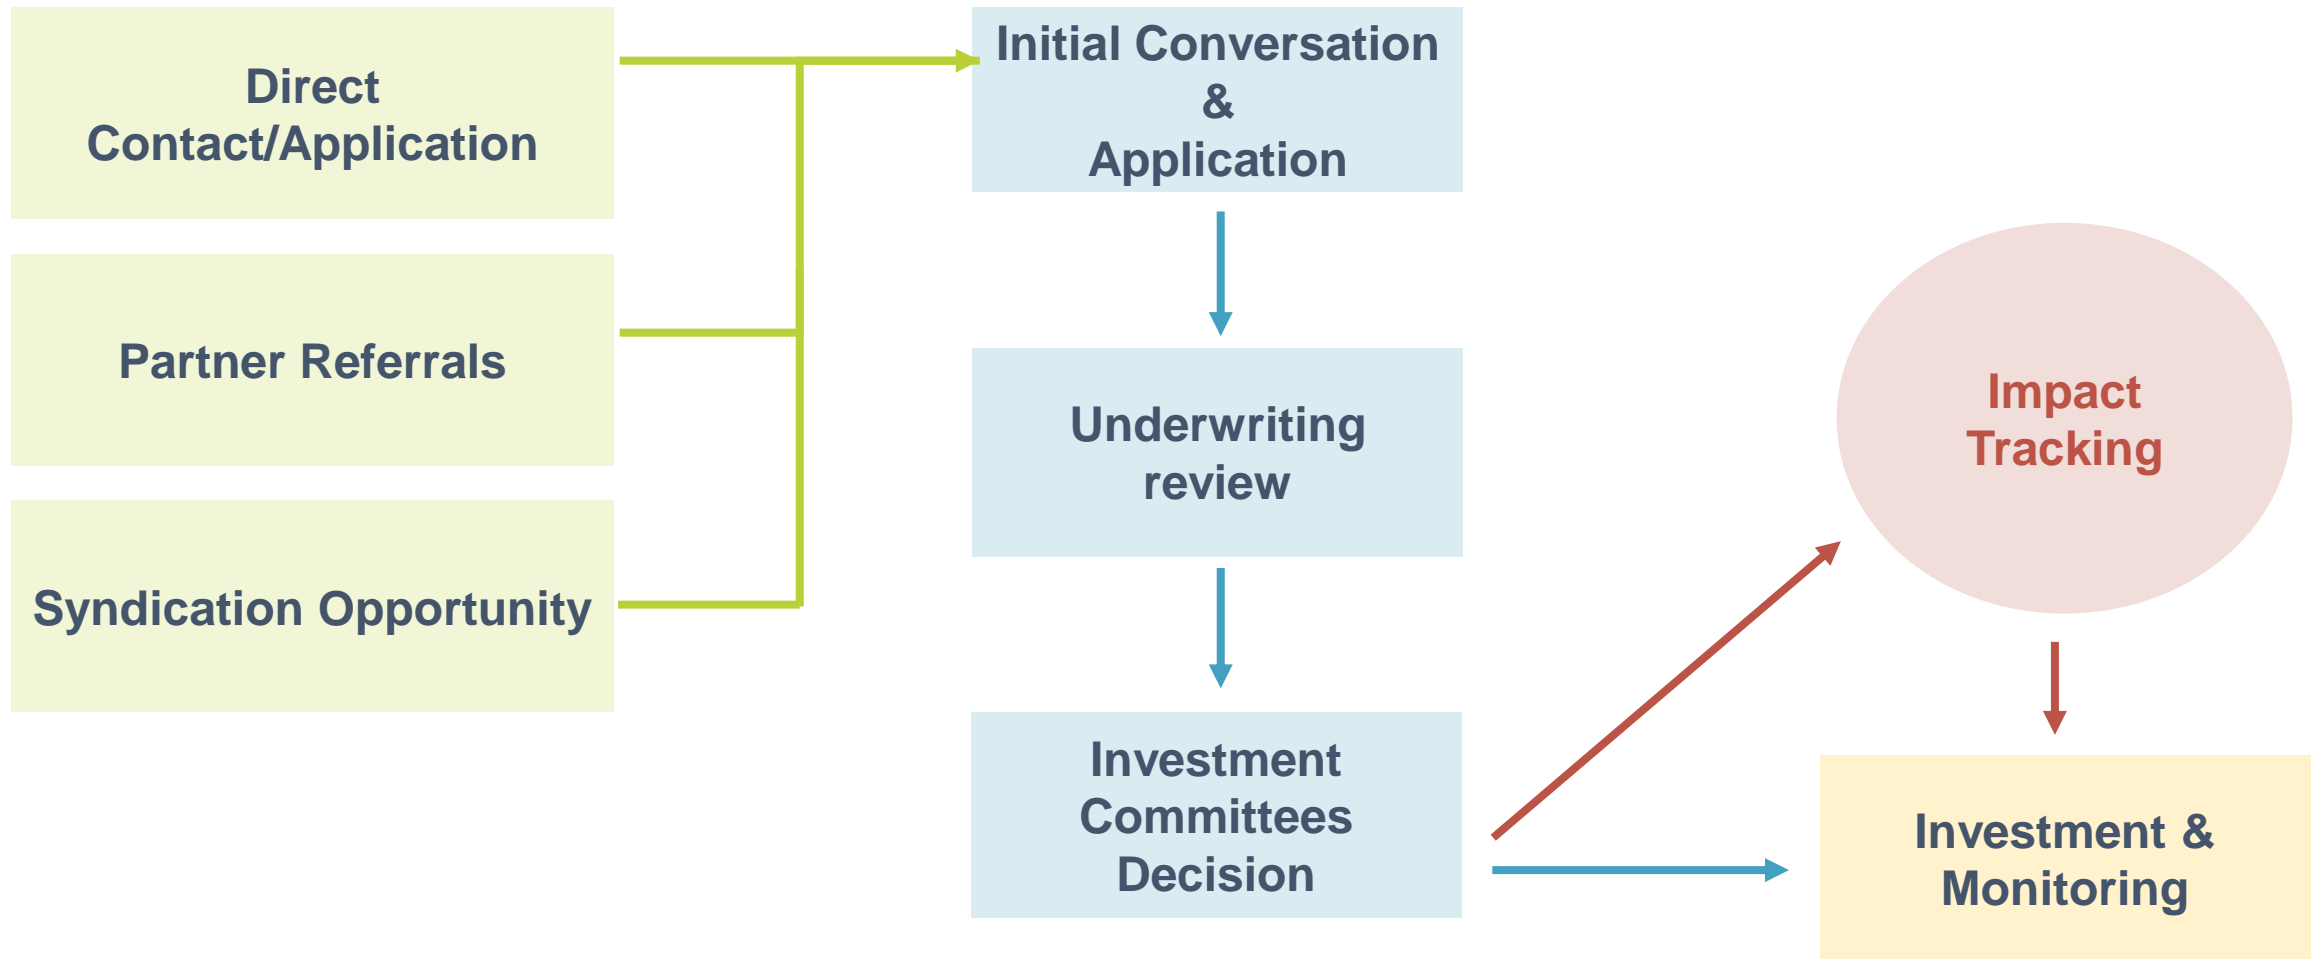 Direct
Contact/Application
Partner Referrals
Syndication Opportunity
Initial Conversation
&
Application
Underwriting
review
Investment
Committees
Decision
Impact
Tracking
Investment &
Monitoring